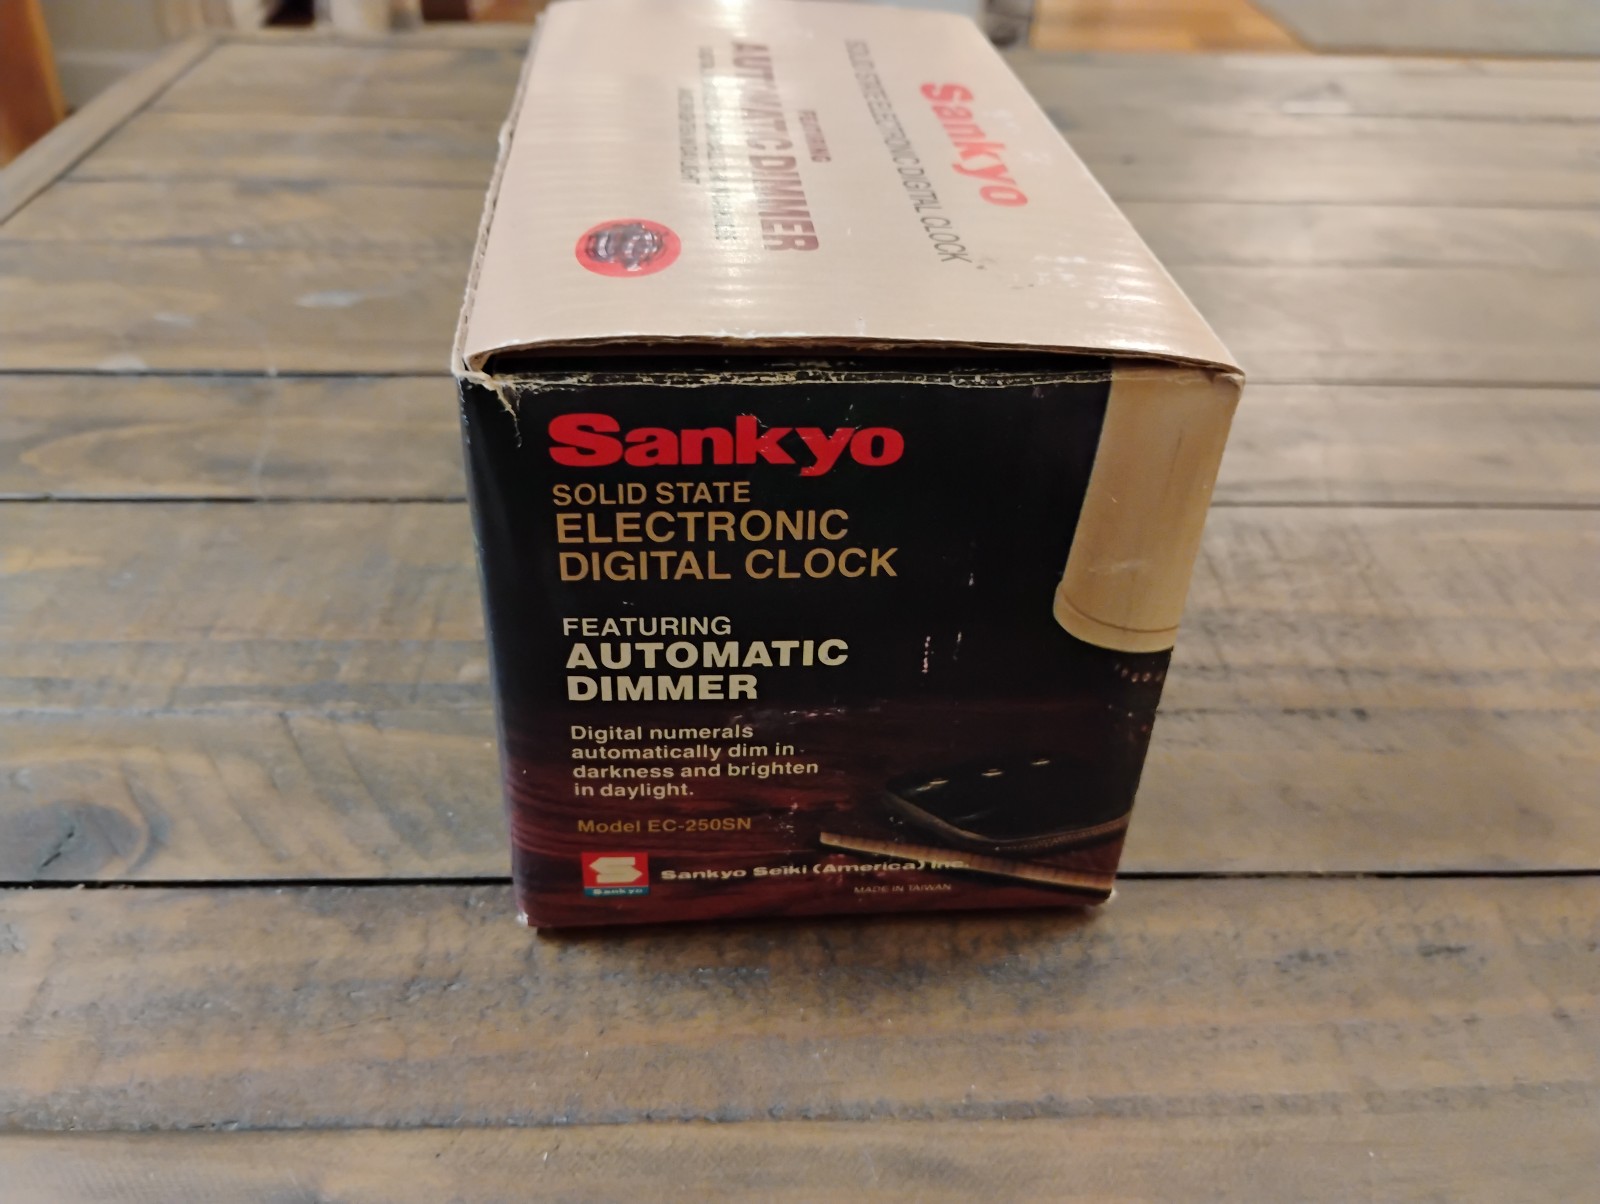 Sankyo
SOLID STATE ELECTRONIC DIGITAL CLOCK
FEATURING
AUTOMATIC DIMMER
Sankyo
SOLID STATE
ELECTRONIC
DIGITAL CLOCK
FEATURING
AUTOMATIC
DIMMER
Digital numerals
automatically dim in
darkness and brighten
in daylight.
Model EC-250SN
Sankyo
Sankyo Seiki (America) Inc.
MADE IN TAIWAN